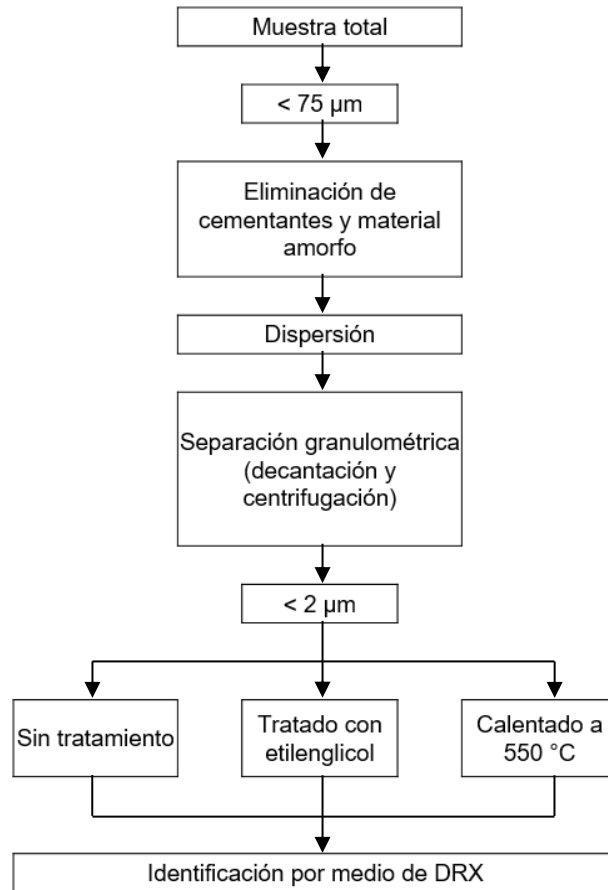 Muestra total
< 75 µm
Eliminación de
cementantes y material
amorfo
Dispersión
Separación granulométrica
(decantación y
centrifugación)
< 2 µm
Sin tratamiento
Tratado con
etilenglicol
Calentado a
550 °C
Identificación por medio de DRX